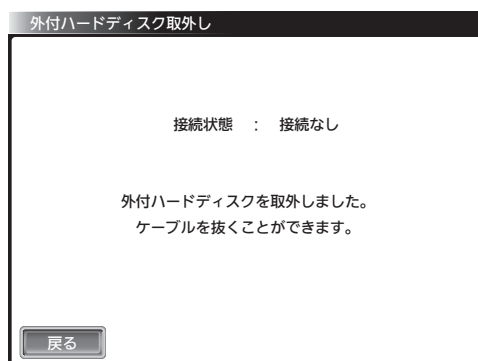 外付ハードディスク取外し
接続状態 : 接続なし
外付ハードディスクを取外しました。
ケーブルを抜くことができます。
戻る